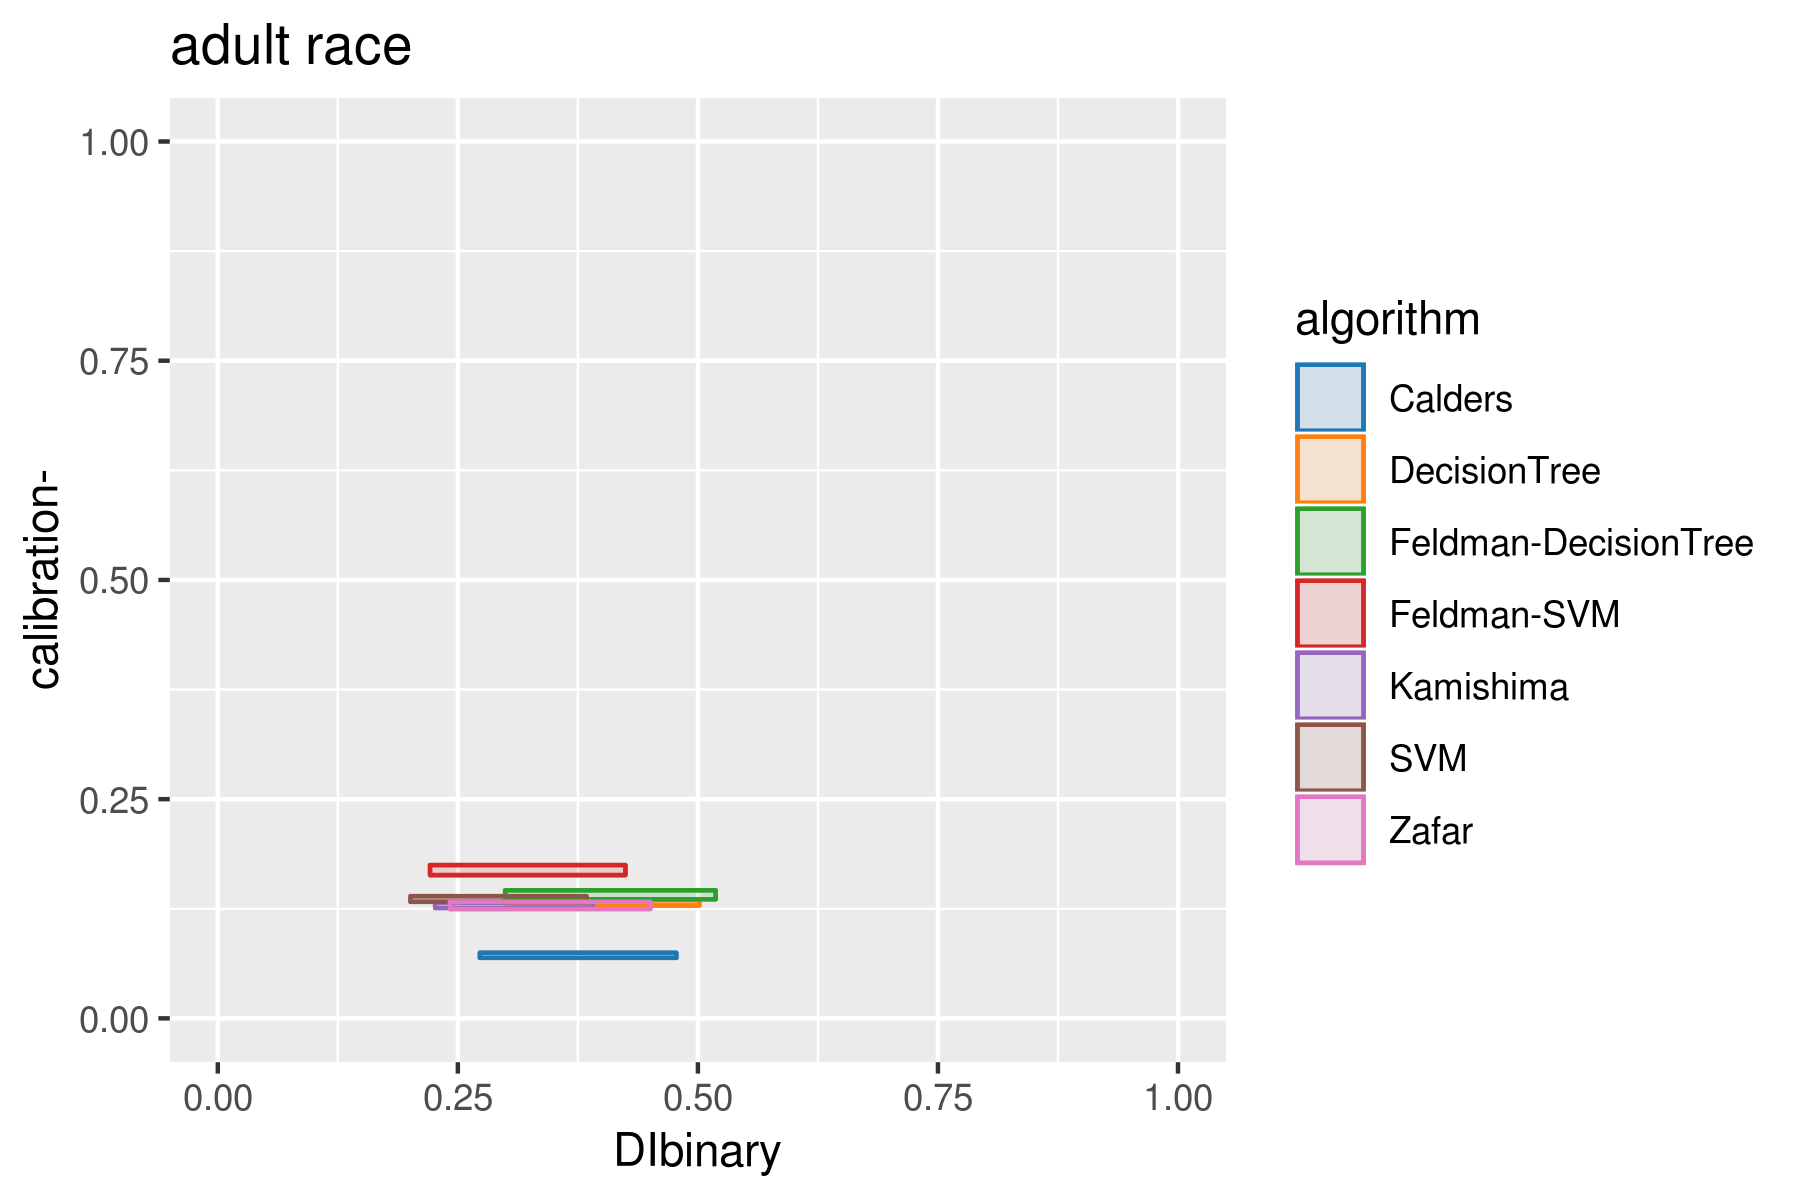 adult race
1.00
0.75
0.50
0.25
0.00
calibration-
0.00 0.25 0.50 0.75 1.00
DIbinary
algorithm
Calders
DecisionTree
Feldman-DecisionTree
Feldman-SVM
Kamishima
SVM
Zafar